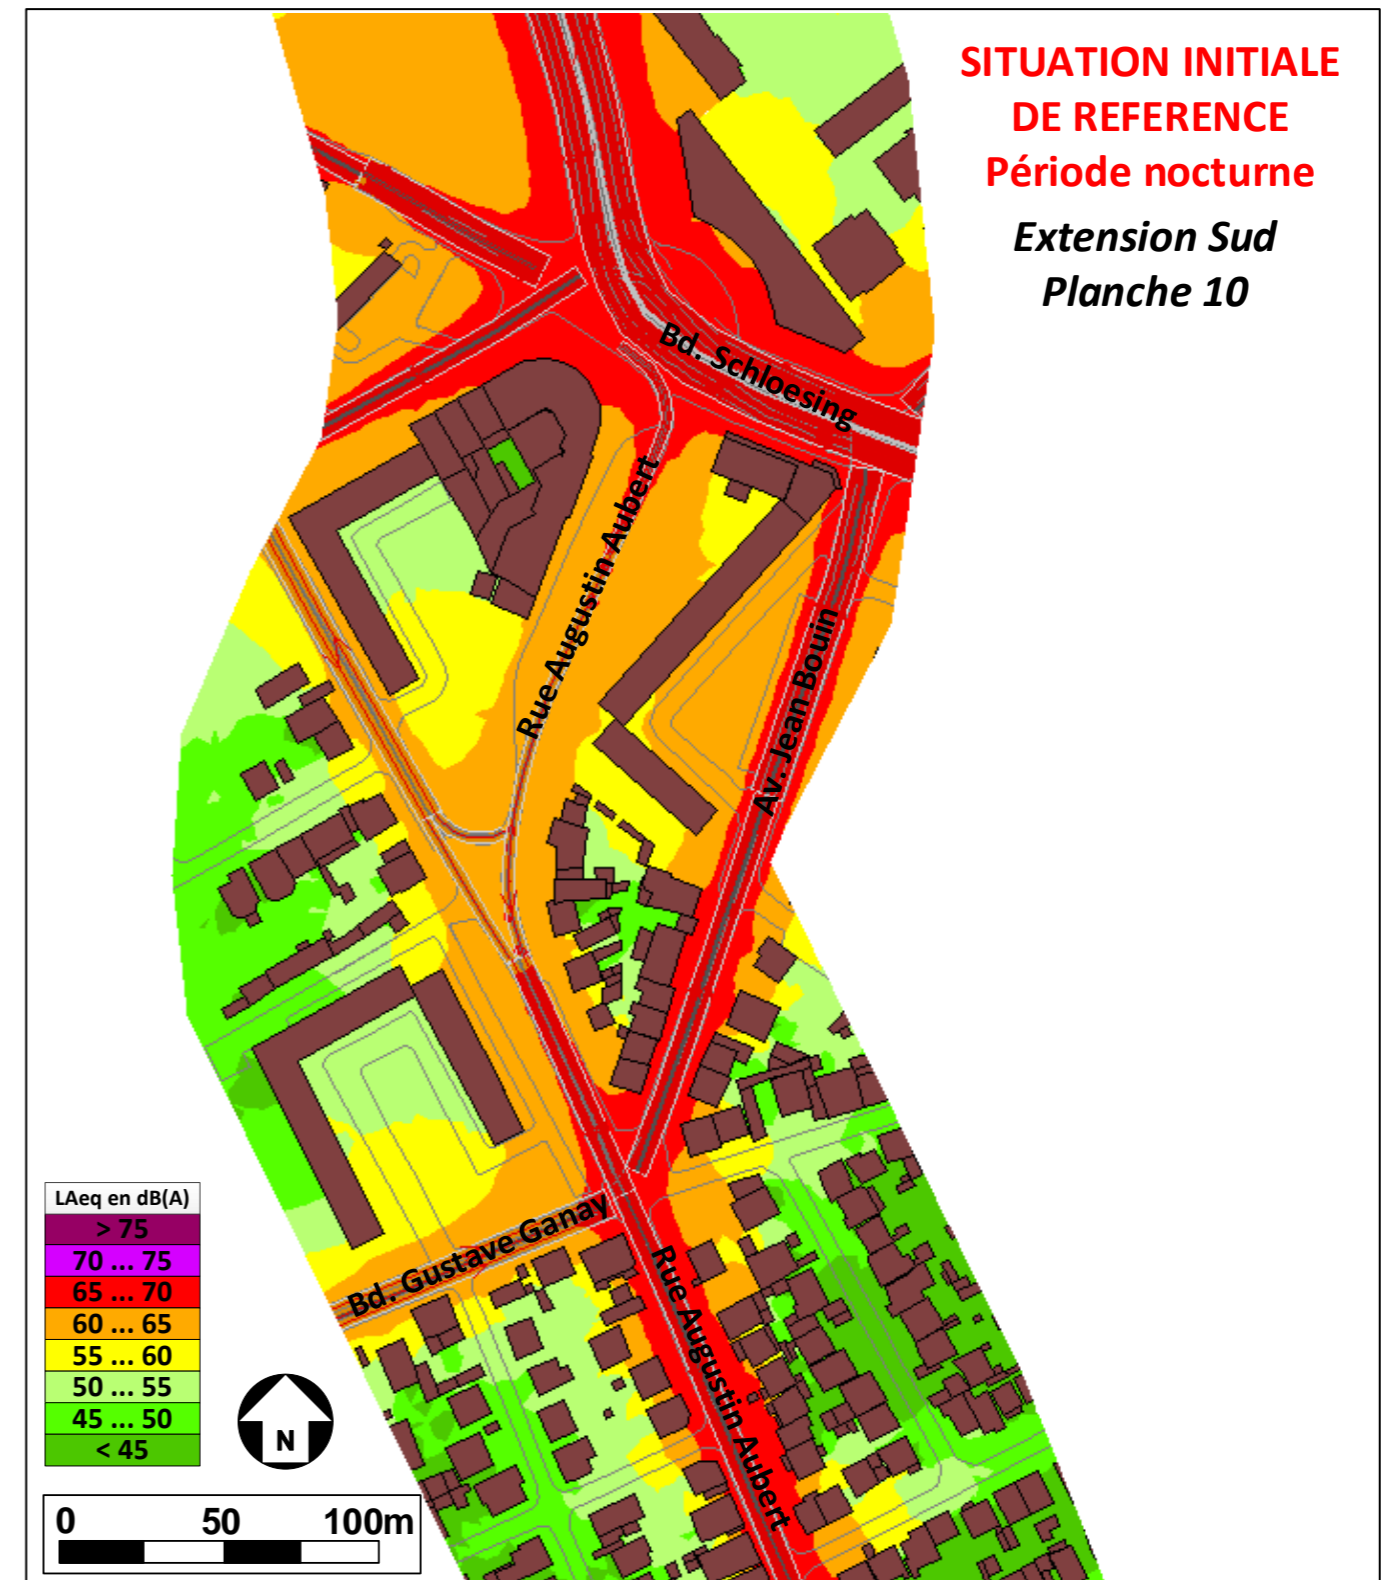 SITUATION INITIALE
DE REFERENCE
Période nocturne
Extension Sud
Planche 10
Bd. Schloesing
Rue Augustin Aubert
Av. Jean Bouin
Bd. Gustave Ganay
Rue Augustin Aubert
LAeq en dB(A)
> 75
70 ... 75
65 ... 70
60 ... 65
55 ... 60
50 ... 55
45 ... 50
< 45
N
0 50 100m